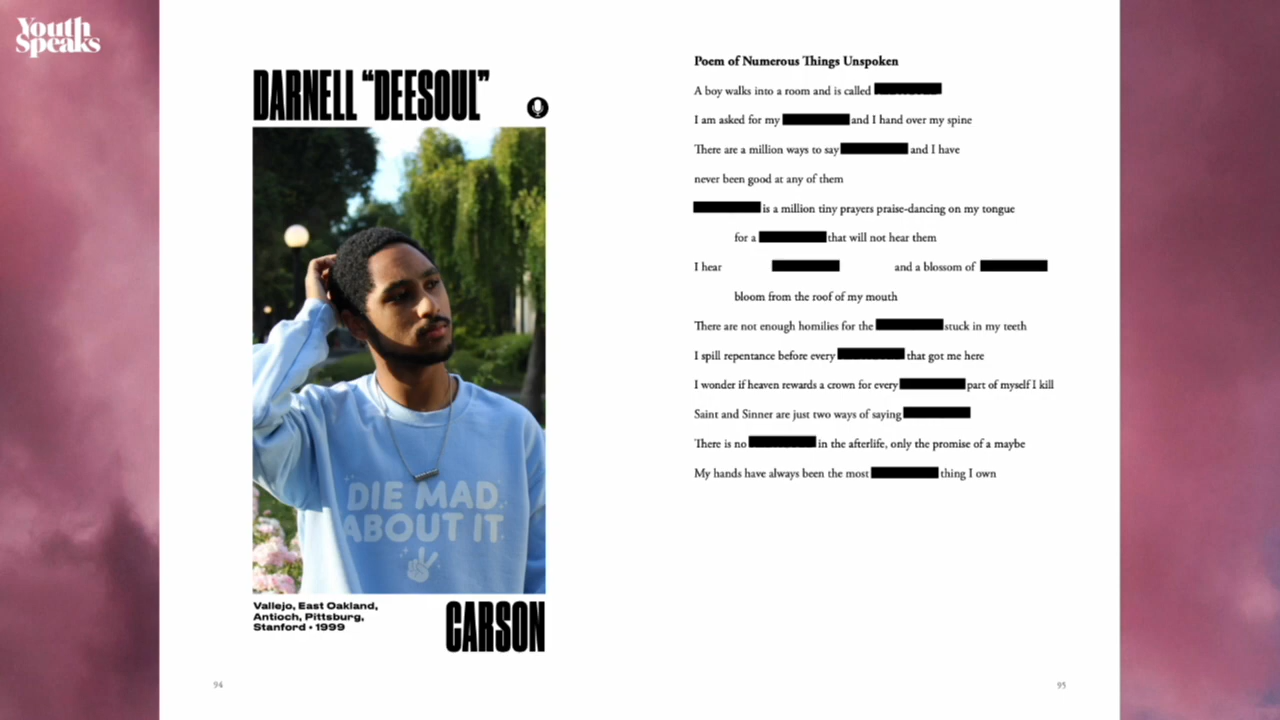 Youth
Speaks
DARNELL “DEESOUL”
DIE MAD
ABOUT IT
Vallejo, East Oakland,
Antioch, Pittsburg,
Stanford • 1999
CARSON
94
Poem of Numerous Things Unspoken
A boy walks into a room and is called
I am asked for my and I hand over my spine
There are a million ways to say and I have
never been good at any of them
is a million tiny prayers praise-dancing on my tongue
for a that will not hear them
I hear and a blossom of
bloom from the roof of my mouth
There are not enough homilies for the stuck in my teeth
I spill repentance before every that got me here
I wonder if heaven rewards a crown for every part of myself I kill
Saint and Sinner are just two ways of saying
There is no in the afterlife, only the promise of a maybe
My hands have always been the most thing I own
95